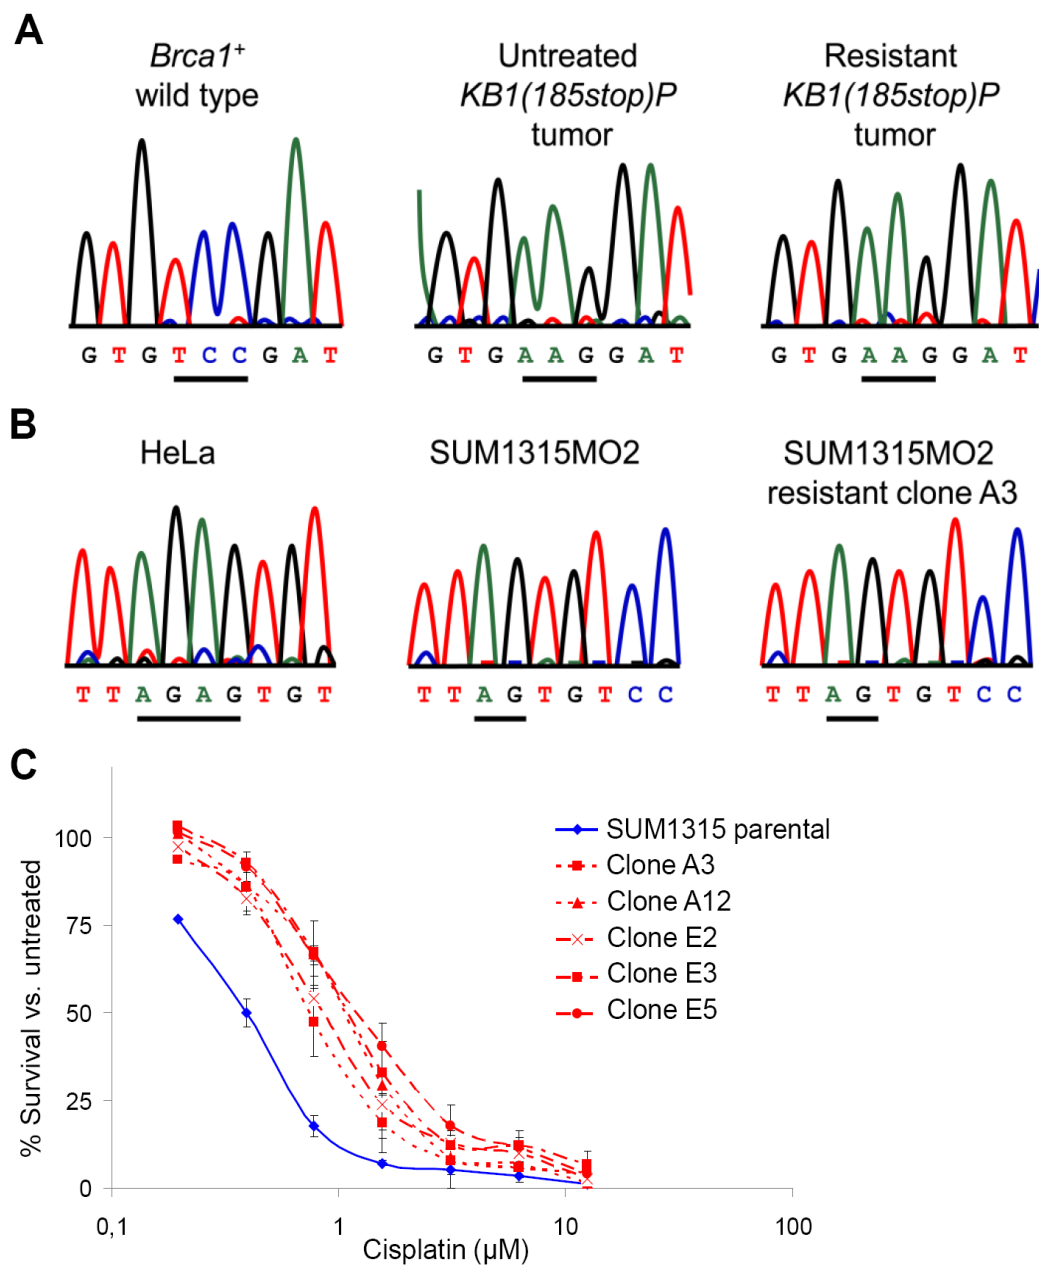 A
Brca1+
wild type
Untreated
KB1(185stop)P
tumor
Resistant
KB1(185stop)P
tumor
G T G T C C G A T
G T G A A G G A T
G T G A A G G A T
B
HeLa
SUM1315MO2
SUM1315MO2
resistant clone A3
T T A G A G T G T
T T A G T G T C C
T T A G T G T C C
C
% Survival vs. untreated
100
75
50
25
0
0,1
1
10
100
Cisplatin (µM)
SUM1315 parental
Clone A3
Clone A12
Clone E2
Clone E3
Clone E5